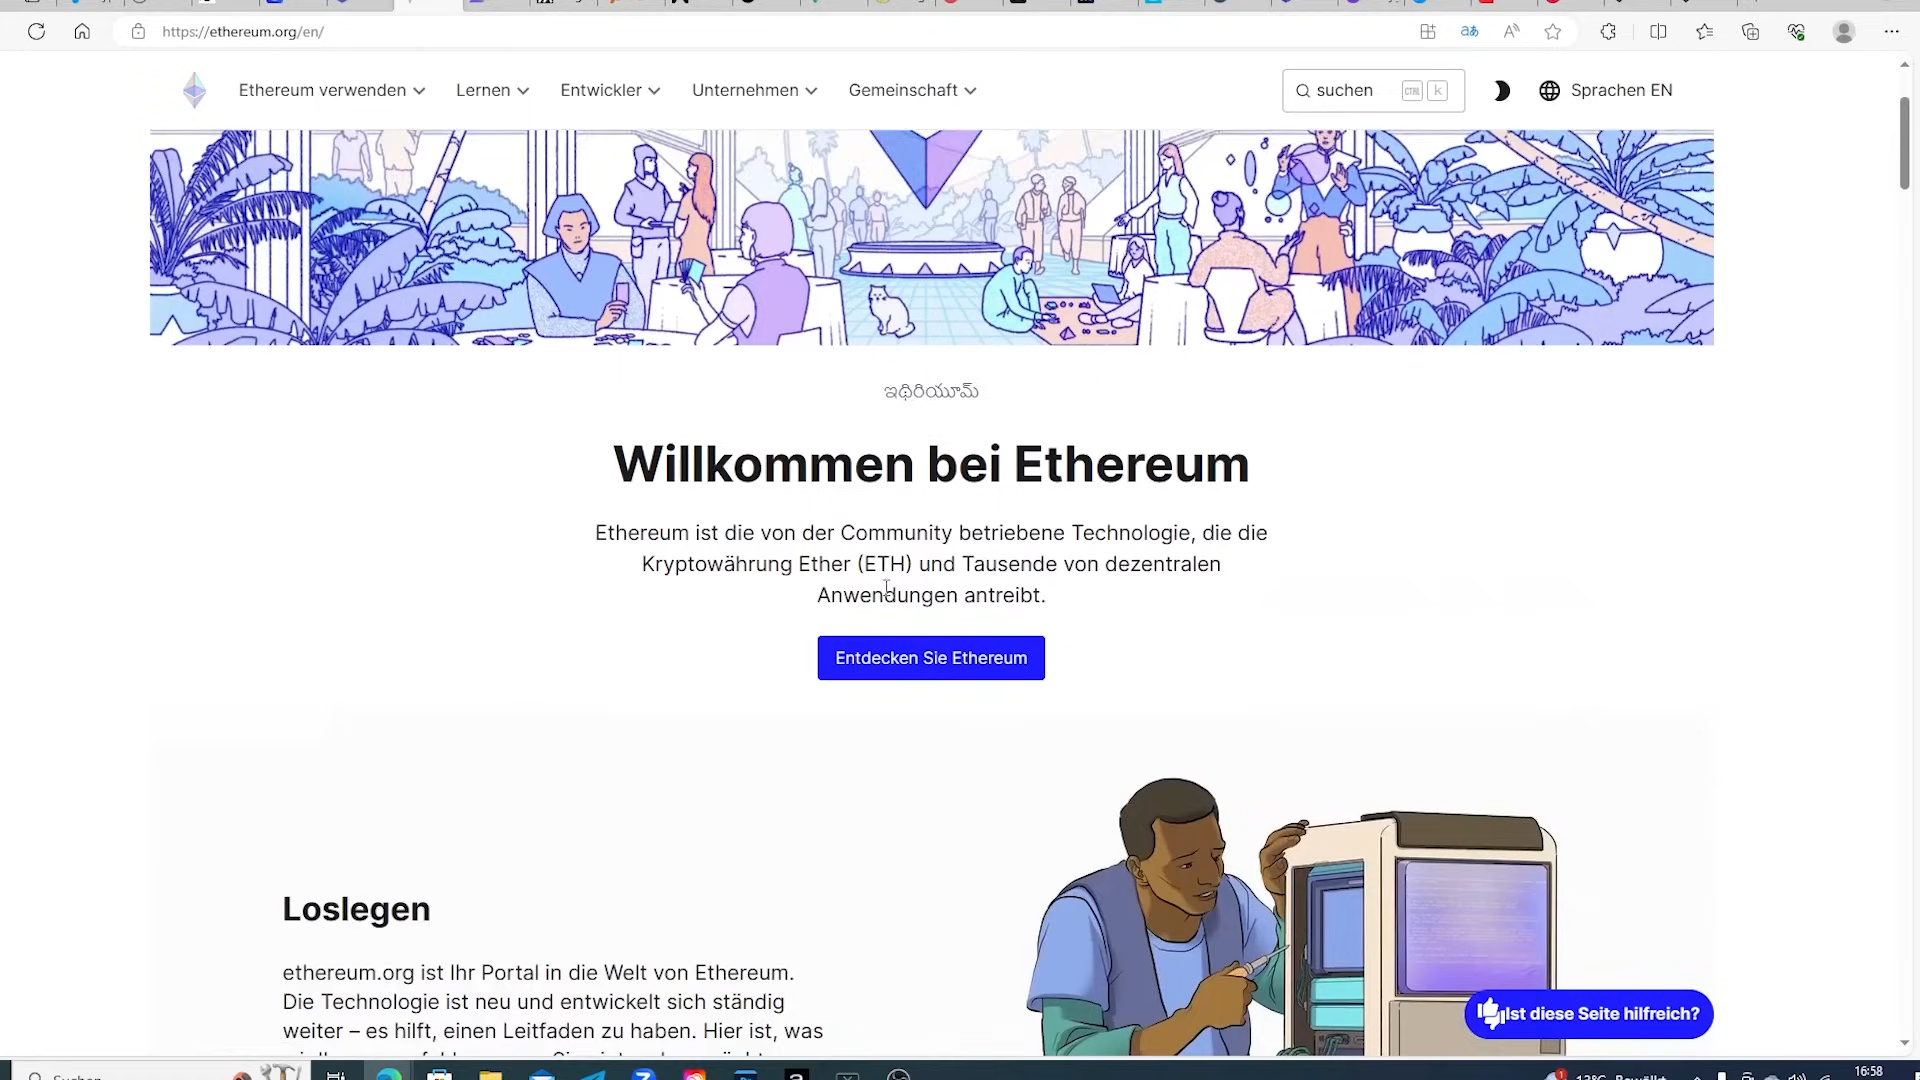 https://ethereum.org/en/
Ethereum verwenden
Lernen
Entwickler
Unternehmen
Gemeinschaft
suchen
CTRL
k
Sprachen EN
ఇథిరియూమ్
Willkommen bei Ethereum
Ethereum ist die von der Community betriebene Technologie, die die
Kryptowährung Ether (ETH) und Tausende von dezentralen
Anwendungen antreibt.
Entdecken Sie Ethereum
Loslegen
ethereum.org ist Ihr Portal in die Welt von Ethereum.
Die Technologie ist neu und entwickelt sich ständig
weiter – es hilft, einen Leitfaden zu haben. Hier ist, was
Ist diese Seite hilfreich?
Suchen
13°C
16:58